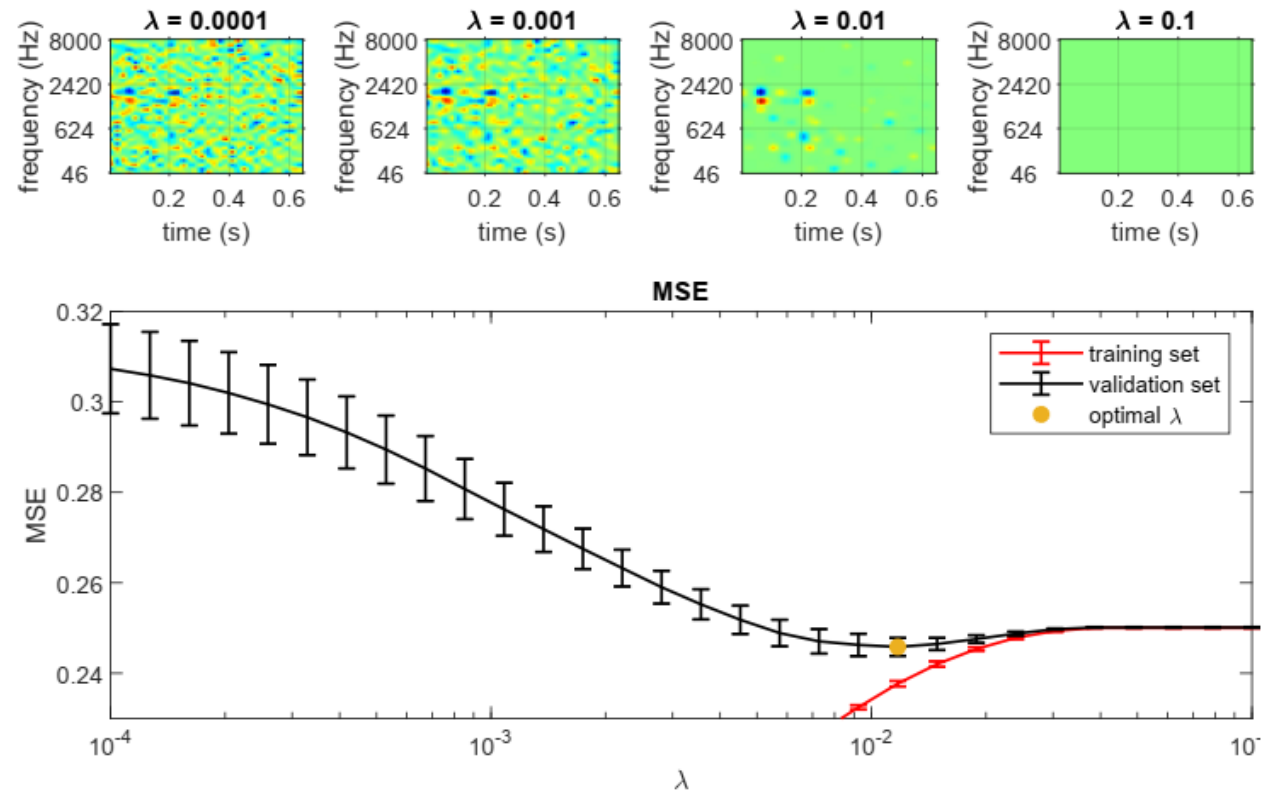 λ = 0.0001 λ = 0.001 λ = 0.01 λ = 0.1
frequency (Hz) frequency (Hz) frequency (Hz) frequency (Hz)
8000 8000 8000 8000
2420 2420 2420 2420
624 624 624 624
46 46 46 46
0.2 0.4 0.6 0.2 0.4 0.6 0.2 0.4 0.6 0.2 0.4 0.6
time (s) time (s) time (s) time (s)
MSE
MSE
0.32
0.3
0.28
0.26
0.24
training set
validation set
optimal λ
10⁻⁴ 10⁻³ 10⁻² 10⁻
λ